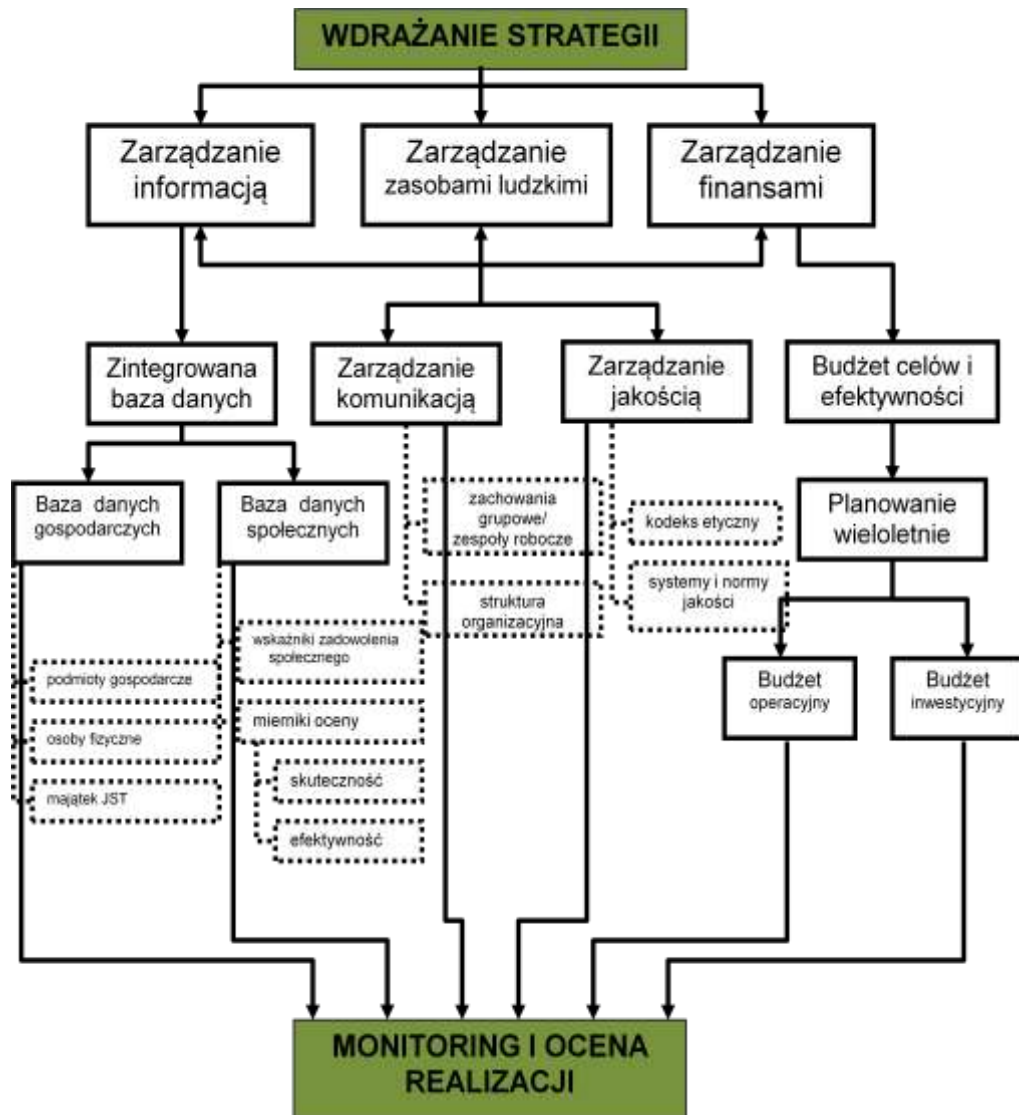 WDRAŻANIE STRATEGII
Zarządzanie
informacją
Zarządzanie
zasobami ludzkimi
Zarządzanie
finansami
Zintegrowana
baza danych
Zarządzanie
komunikacją
Zarządzanie
jakością
Budżet celów i
efektywności
Baza danych
gospodarczych
Baza danych
społecznych
zachowania
grupowe/
zespoły robocze
kodeks etyczny
Planowanie
wieloletnie
struktura
organizacyjna
systemy i normy
jakości
wskaźniki zadowolenia
społecznego
podmioty gospodarcze
Budżet
operacyjny
Budżet
inwestycyjny
mierniki oceny
osoby fizyczne
skuteczność
majątek JST
efektywność
MONITORING I OCENA
REALIZACJI